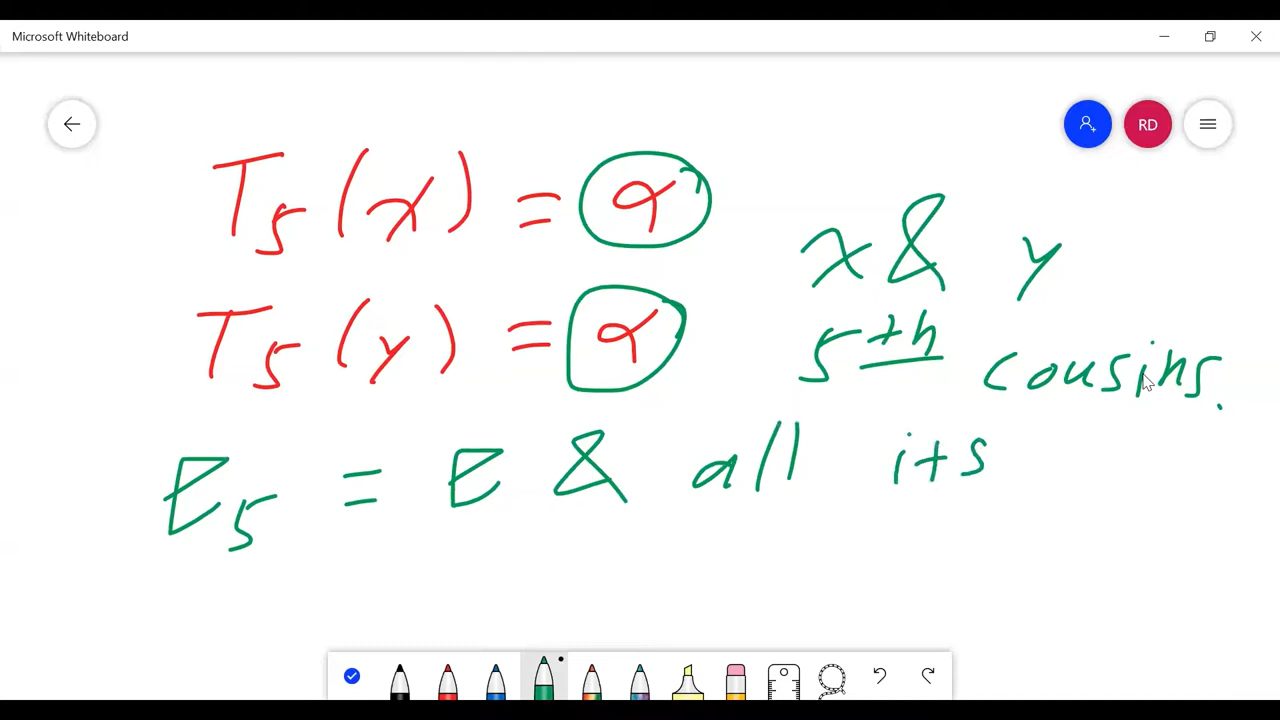 Microsoft Whiteboard
RD
T₅(x) = α
x & y
T₅(y) = α
5th cousins.
E₅ = E & all its